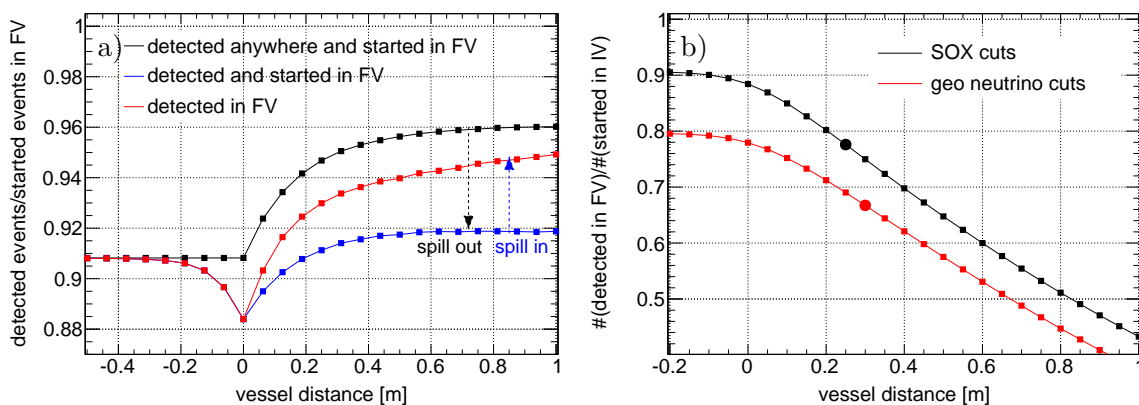 detected events/started events in FV
1
0.98
0.96
0.94
0.92
0.9
0.88
a)
detected anywhere and started in FV
detected and started in FV
detected in FV
spill out
spill in
-0.4 -0.2 0 0.2 0.4 0.6 0.8 1
vessel distance [m]
#(detected in FV)/#(started in IV)
1
0.9
0.8
0.7
0.6
0.5
b)
SOX cuts
geo neutrino cuts
-0.2 0 0.2 0.4 0.6 0.8 1
vessel distance [m]